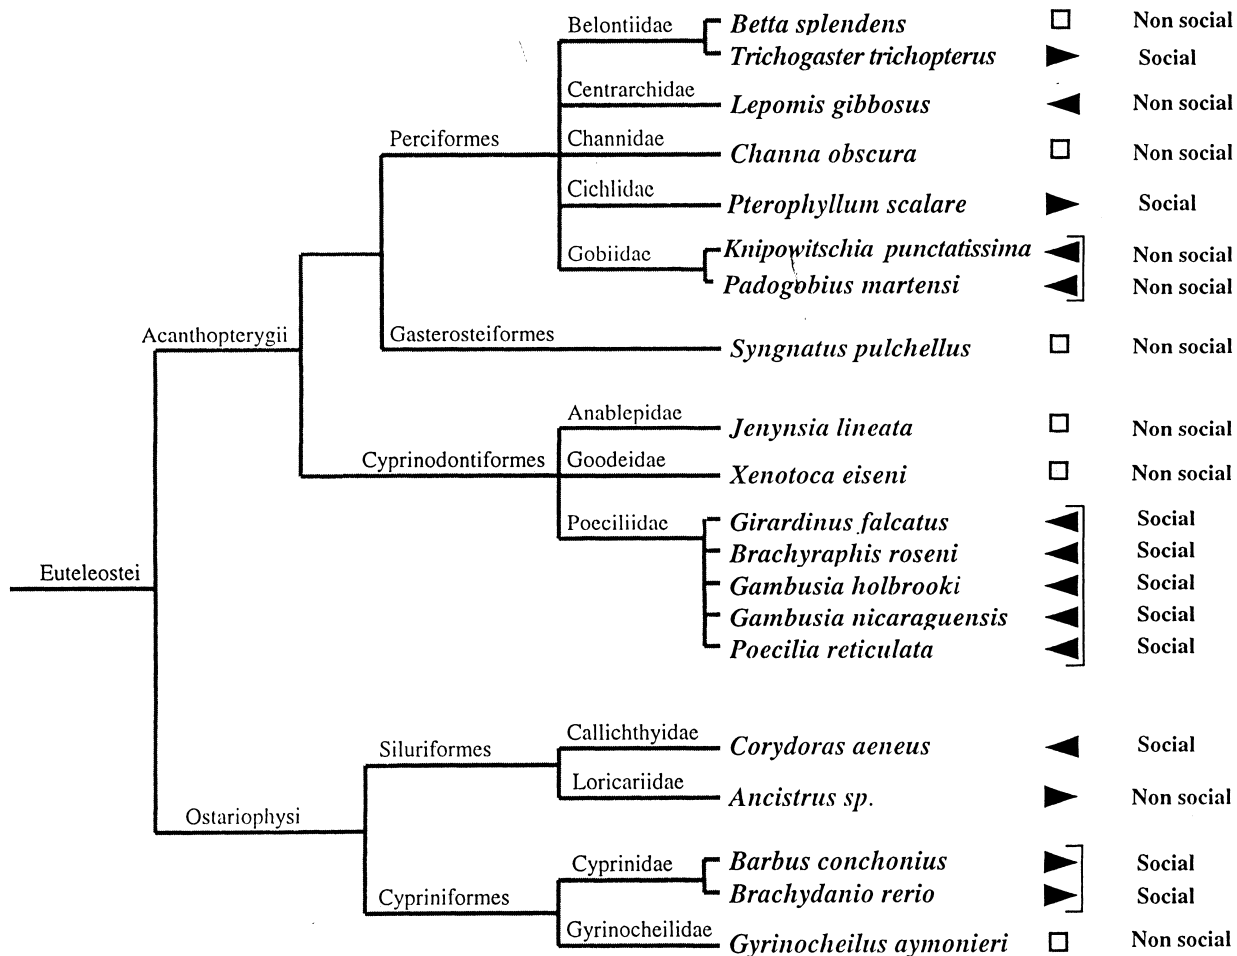 Belontiidae Betta splendens Non social
Trichogaster trichopterus Social
Centrarchidae Lepomis gibbosus Non social
Perciformes Channidae Channa obscura Non social
Cichlidae Pterophyllum scalare Social
Gobiidae Knipowitschia punctatissima Non social
Padogobius martensi Non social
Acanthopterygii Gasterosteiformes Syngnatus pulchellus Non social
Anablepidae Jenynsia lineata Non social
Cyprinodontiformes Goodeidae Xenotoca eiseni Non social
Poeciliidae Girardinus falcatus Social
Brachyraphis roseni Social
Euteleostei Gambusia holbrooki Social
Gambusia nicaraguensis Social
Poecilia reticulata Social
Siluriformes Callichthyidae Corydoras aeneus Social
Loricariidae Ancistrus sp. Non social
Ostariophysi
Cyprinidae Barbus conchonius Social
Cypriniformes Brachydanio rerio Social
Gyrinocheilidae Gyrinocheilus aymonieri Non social